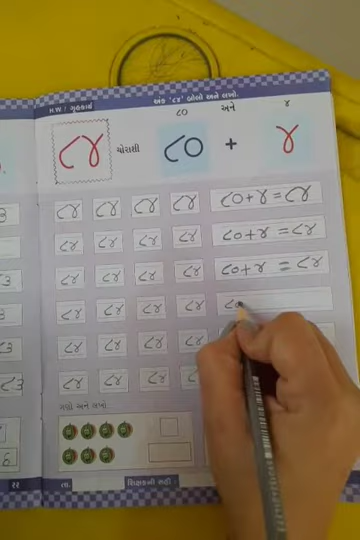 H.W. : ગૃહકાર્ય અંક '૮૪' બોલો અને લખો.
૮૦ અને ૪
૮૪ ચોરાસી ૮૦ + ૪
૮૪ ૮૪ ૮૪ ૮૪ ૮૦+૪=૮૪
૮૪ ૮૪ ૮૪ ૮૪ ૮૦+૪=૮૪
૮૪ ૮૪ ૮૪ ૮૪ ૮૦+૪=૮૪
૮૪ ૮૪ ૮૪ ૮૪ ૮૦
૮૪ ૮૪ ૮૪ ૮૪
૮૪ ૮૪ ૮૪ ૮૪
ગણો અને લખો
તા. શિક્ષકની સહી